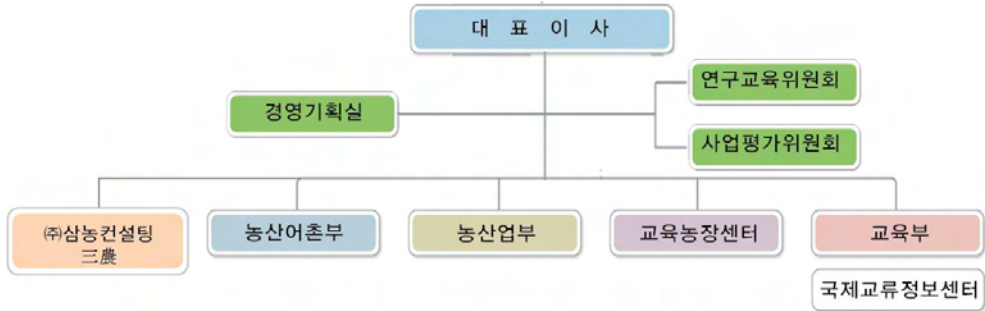 대 표 이 사
연구교육위원회
경영기획실
사업평가위원회
㈜삼농컨설팅
三農
농산어촌부
농산업부
교육농장센터
교육부
국제교류정보센터